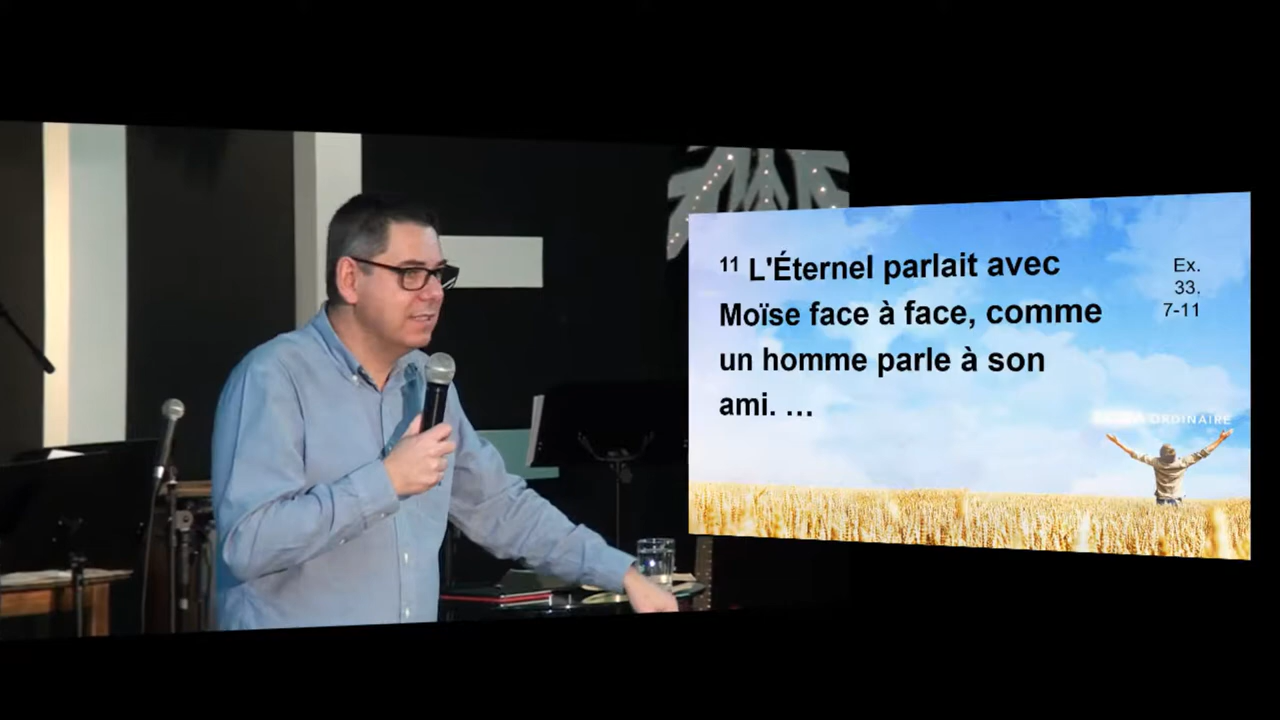 ¹¹ L'Éternel parlait avec
Moïse face à face, comme
un homme parle à son
ami. …
Ex.
33.
7-11
ORDINAIRE